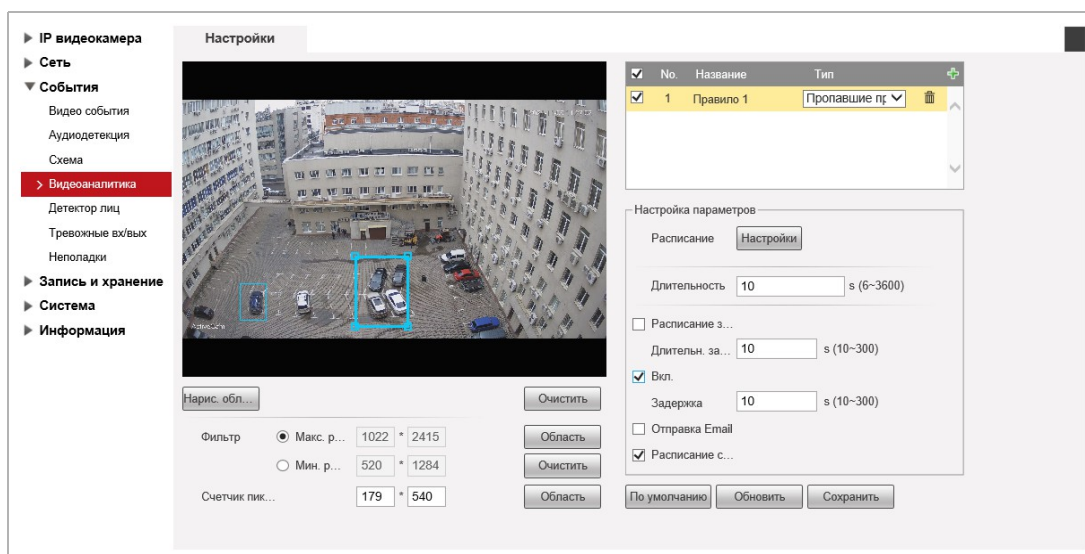 IP видеокамера
Сеть
События
Видео события
Аудиодетекция
Схема
Видеоаналитика
Детектор лиц
Тревожные вх/вых
Неполадки
Запись и хранение
Система
Информация
Настройки
ActiveCam
Нарис. обл...
Очистить
Фильтр Макс. р... 1022 * 2415 Область
Мин. р... 520 * 1284 Очистить
Счетчик пик... 179 * 540 Область
No. Название Тип
1 Правило 1 Пропавшие пр
Настройка параметров
Расписание Настройки
Длительность 10 s (6~3600)
Расписание з...
Длительн. за... 10 s (10~300)
Вкл.
Задержка 10 s (10~300)
Отправка Email
Расписание с...
По умолчанию Обновить Сохранить